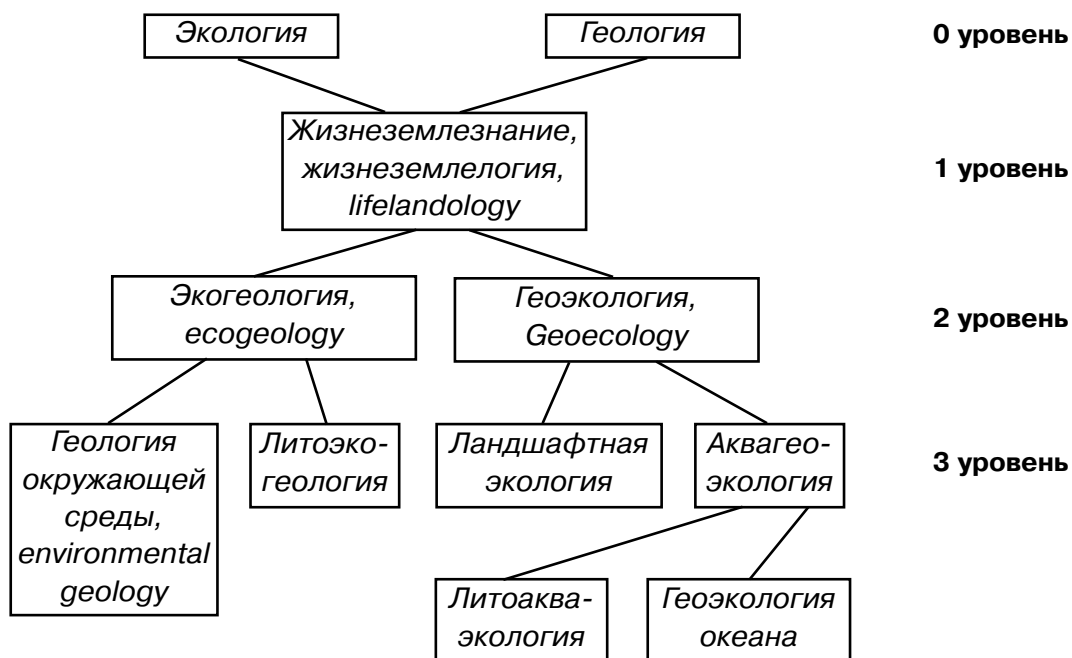 Экология
Геология
0 уровень
Жизнеземлезнание,
жизнеземлелогия,
lifelandology
1 уровень
Экогеология,
ecogeology
Геоэкология,
Geoecology
2 уровень
Геология
окружающей
среды,
environmental
geology
Литоэко-
геология
Ландшафтная
экология
Аквагео-
экология
3 уровень
Литоаква-
экология
Геоэкология
океана